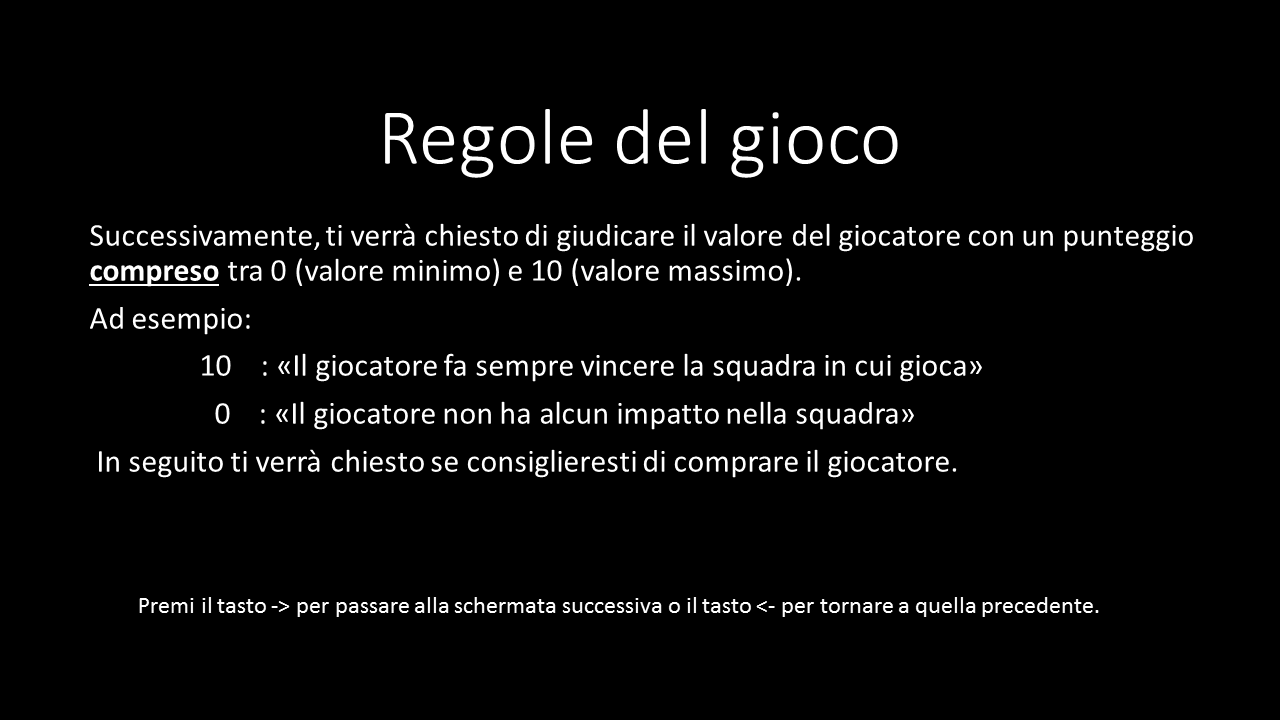 Regole del gioco
Successivamente, ti verrà chiesto di giudicare il valore del giocatore con un punteggio
compreso tra 0 (valore minimo) e 10 (valore massimo).
Ad esempio:
10 : «Il giocatore fa sempre vincere la squadra in cui gioca»
0 : «Il giocatore non ha alcun impatto nella squadra»
In seguito ti verrà chiesto se consiglieresti di comprare il giocatore.
Premi il tasto -> per passare alla schermata successiva o il tasto <- per tornare a quella precedente.